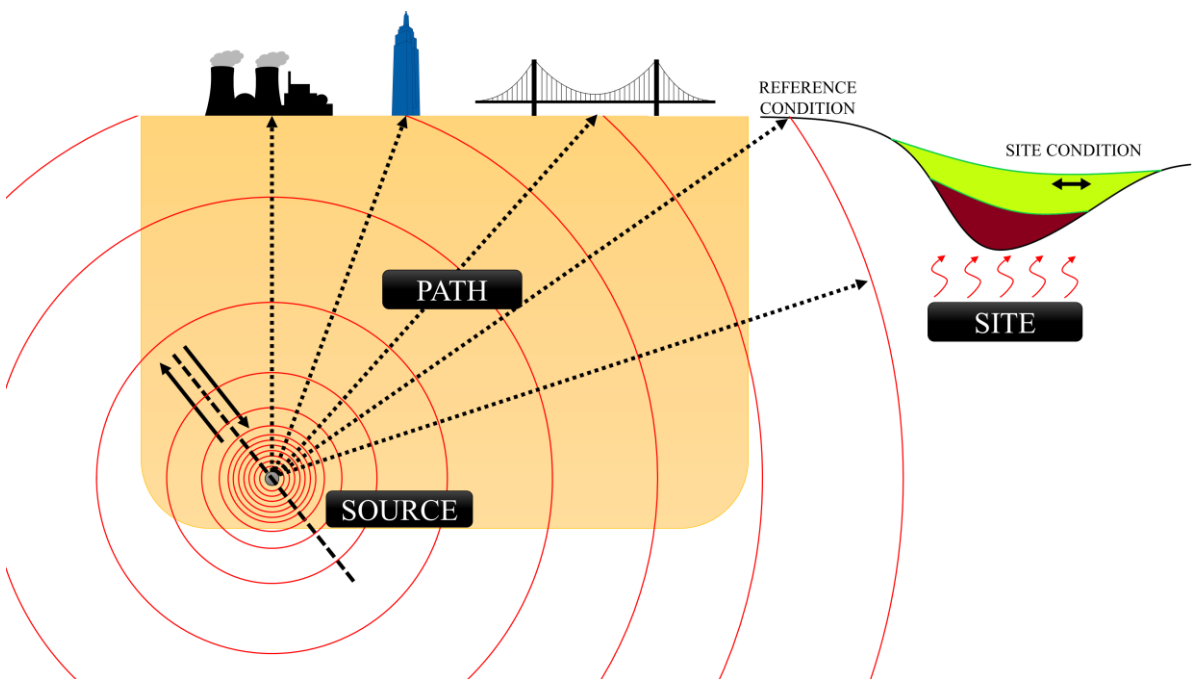 REFERENCE
CONDITION
SITE CONDITION
PATH
SITE
SOURCE